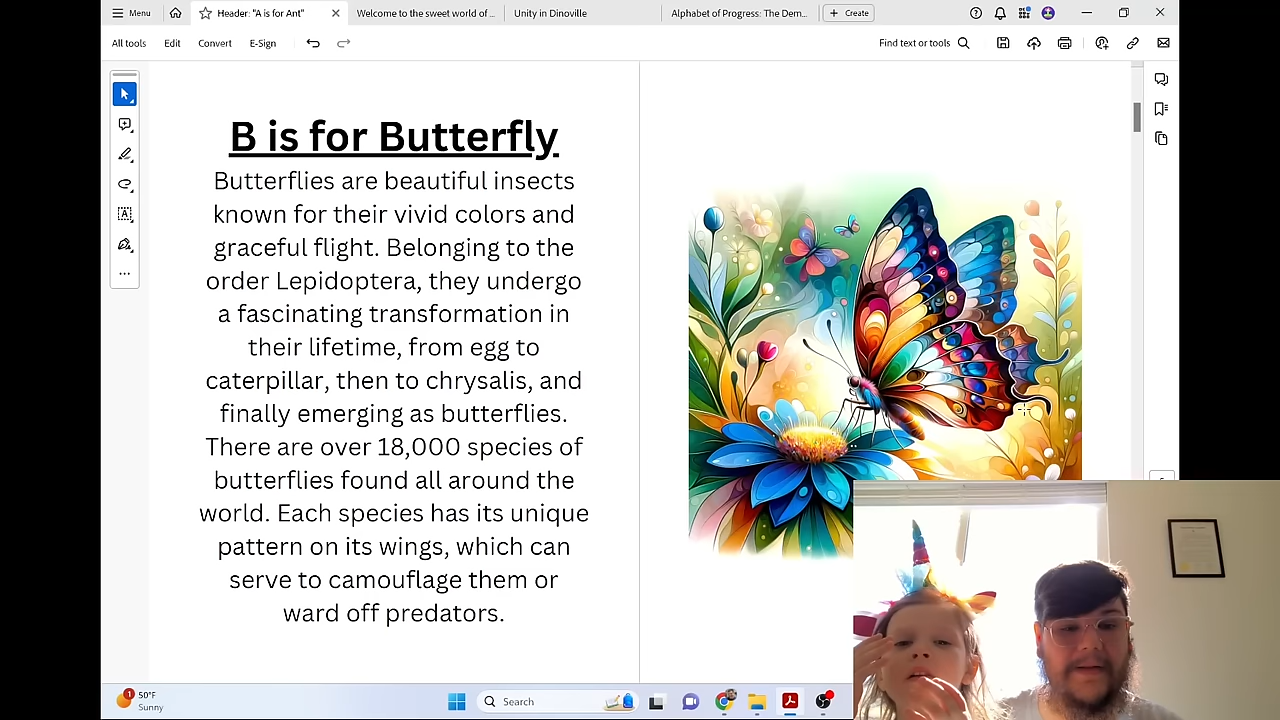 Menu
Header: "A is for Ant"
Welcome to the sweet world of ...
Unity in Dinoville
Alphabet of Progress: The Dem...
Create
All tools
Edit
Convert
E-Sign
Find text or tools
B is for Butterfly
Butterflies are beautiful insects
known for their vivid colors and
graceful flight. Belonging to the
order Lepidoptera, they undergo
a fascinating transformation in
their lifetime, from egg to
caterpillar, then to chrysalis, and
finally emerging as butterflies.
There are over 18,000 species of
butterflies found all around the
world. Each species has its unique
pattern on its wings, which can
serve to camouflage them or
ward off predators.
1
50°F
Sunny
Search